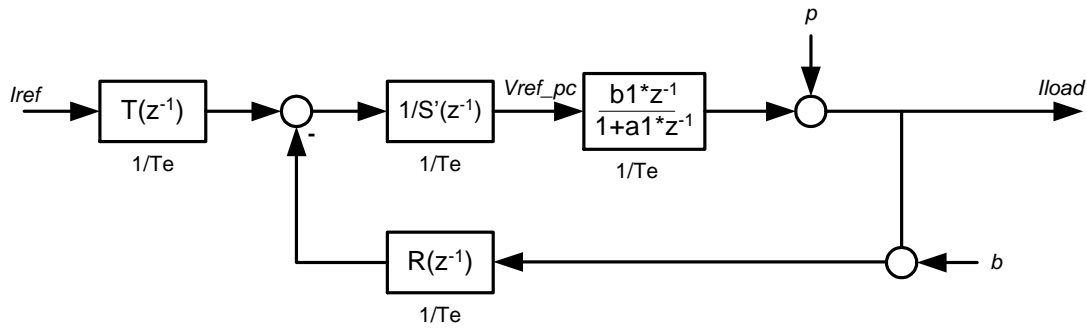 p
Iref
T(z-1)
1/Te
-
1/S'(z-1)
1/Te
Vref_pc
b1*z-1
1+a1*z-1
1/Te
Iload
R(z-1)
1/Te
b